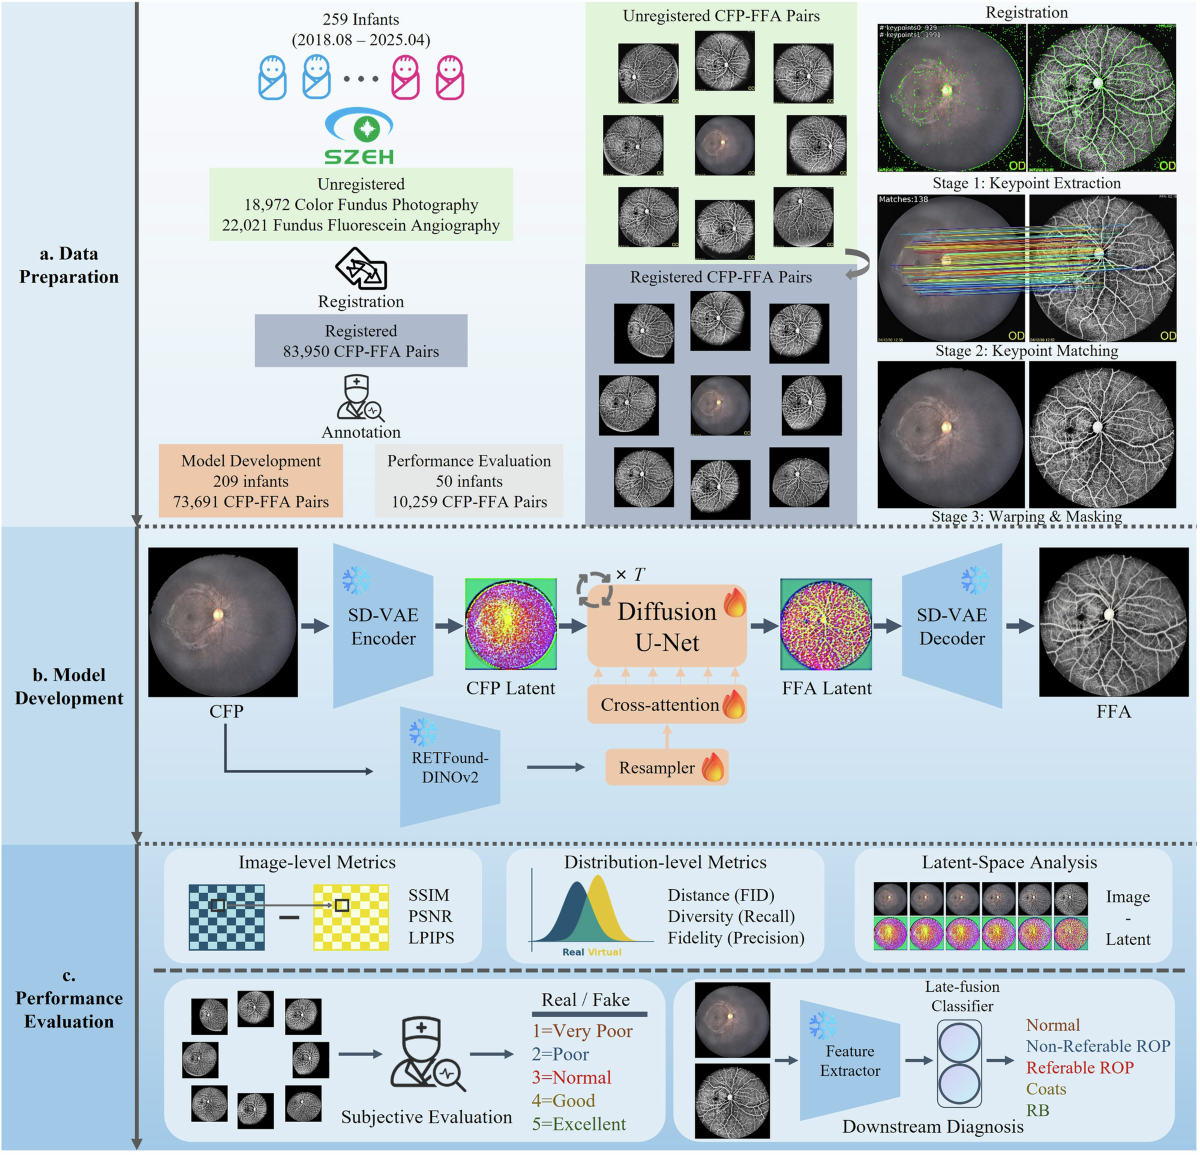 a. Data
Preparation
259 Infants
(2018.08 – 2025.04)
SZEH
Unregistered
18,972 Color Fundus Photography
22,021 Fundus Fluorescein Angiography
Registration
Registered
83,950 CFP-FFA Pairs
Annotation
Model Development
209 infants
73,691 CFP-FFA Pairs
Performance Evaluation
50 infants
10,259 CFP-FFA Pairs
Unregistered CFP-FFA Pairs
Registered CFP-FFA Pairs
Registration
# keypoints0: 929
# keypoints1: 1991
OD
OD
Stage 1: Keypoint Extraction
Matches:138
OD
OD
Stage 2: Keypoint Matching
Stage 3: Warping & Masking
b. Model
Development
CFP
SD-VAE
Encoder
CFP Latent
× T
Diffusion
U-Net
Cross-attention
Resampler
RETFound-
DINOv2
FFA Latent
SD-VAE
Decoder
FFA
c.
Performance
Evaluation
Image-level Metrics
SSIM
PSNR
LPIPS
Distribution-level Metrics
Real Virtual
Distance (FID)
Diversity (Recall)
Fidelity (Precision)
Latent-Space Analysis
Image
-
Latent
Subjective Evaluation
Real / Fake
1=Very Poor
2=Poor
3=Normal
4=Good
5=Excellent
Feature
Extractor
Late-fusion
Classifier
Normal
Non-Referable ROP
Referable ROP
Coats
RB
Downstream Diagnosis